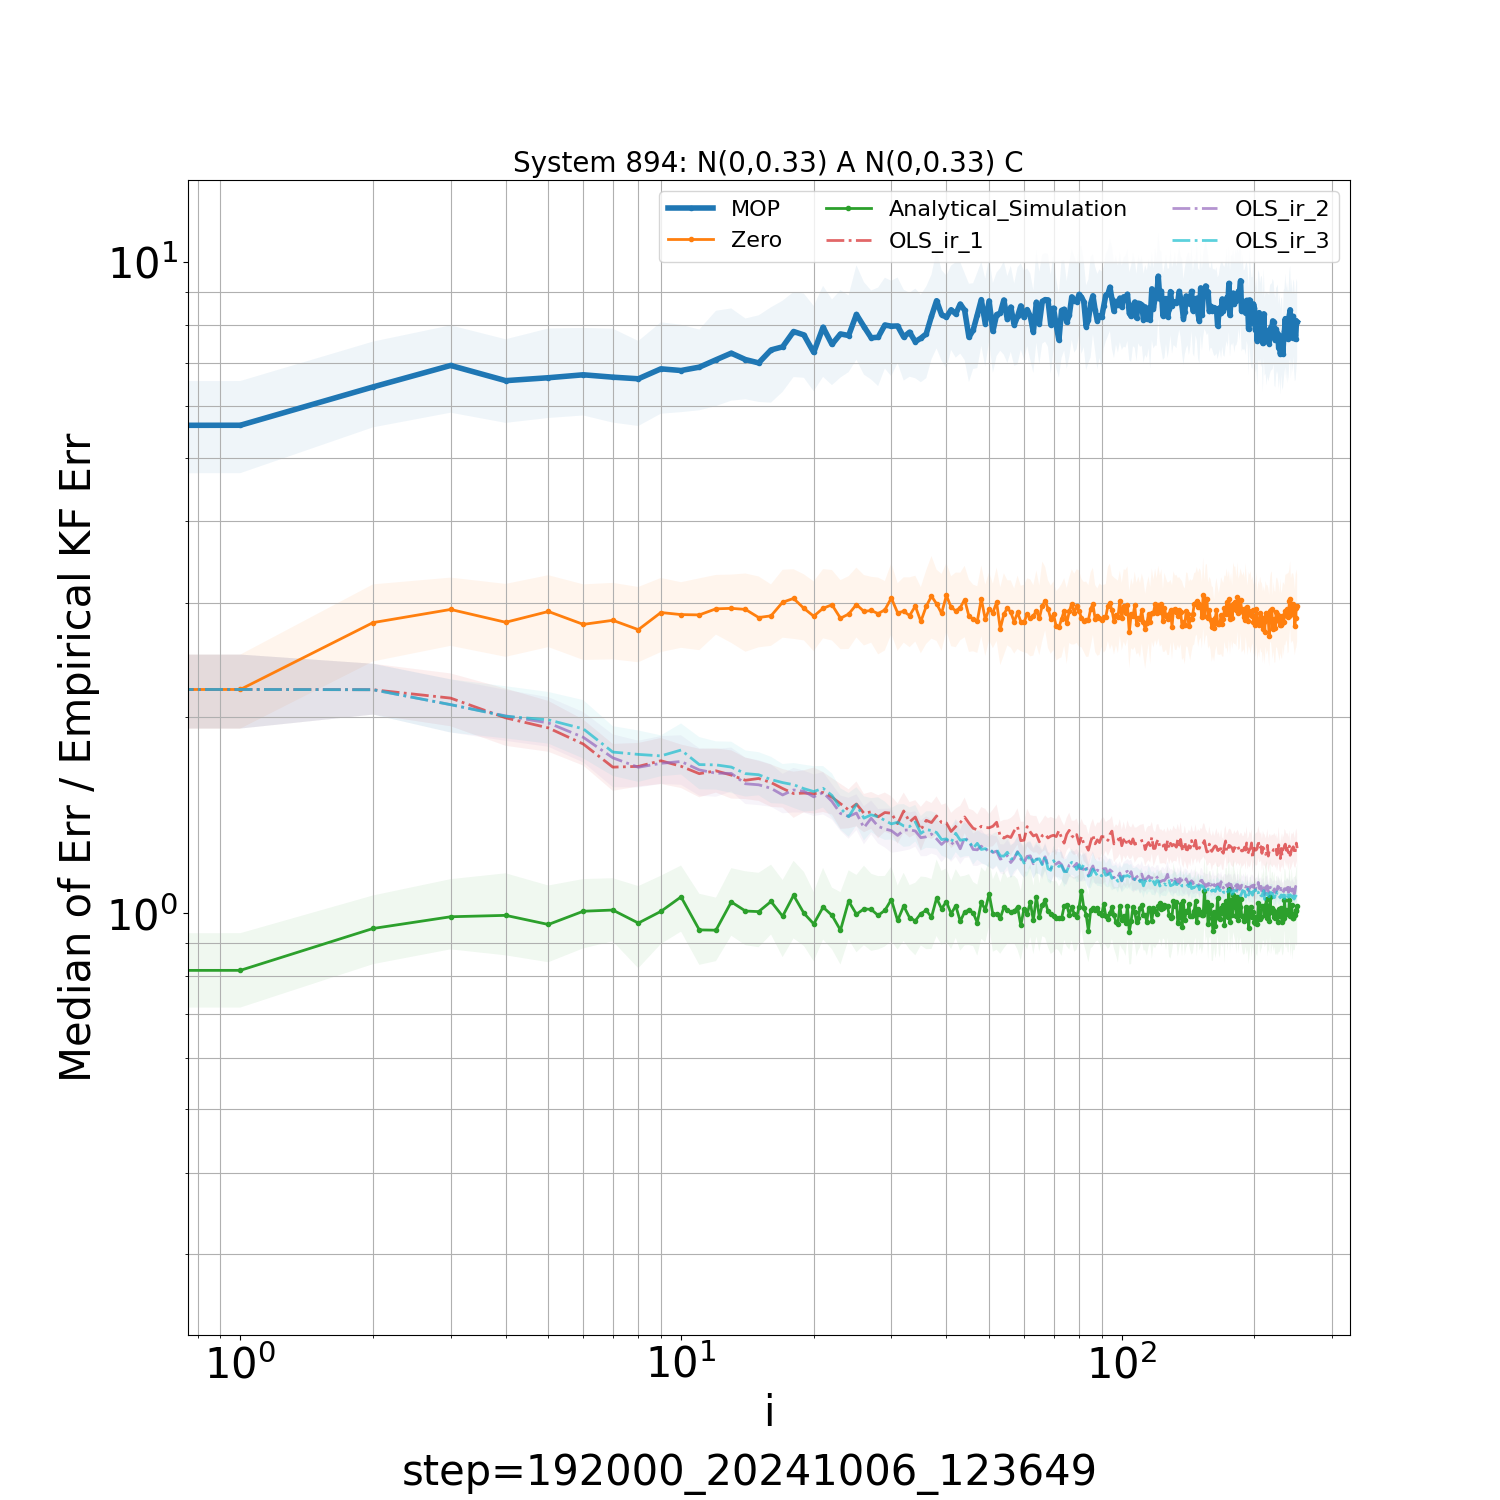 System 894: N(0,0.33) A N(0,0.33) C
MOP
Zero
Analytical_Simulation
OLS_ir_1
OLS_ir_2
OLS_ir_3
Median of Err / Empirical KF Err
10¹
10⁰
10⁰
10¹
10²
i
step=192000_20241006_123649